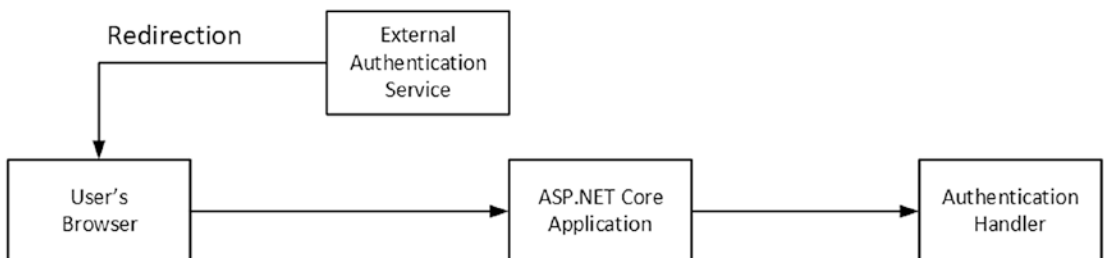 Redirection
External
Authentication
Service
User’s
Browser
ASP.NET Core
Application
Authentication
Handler